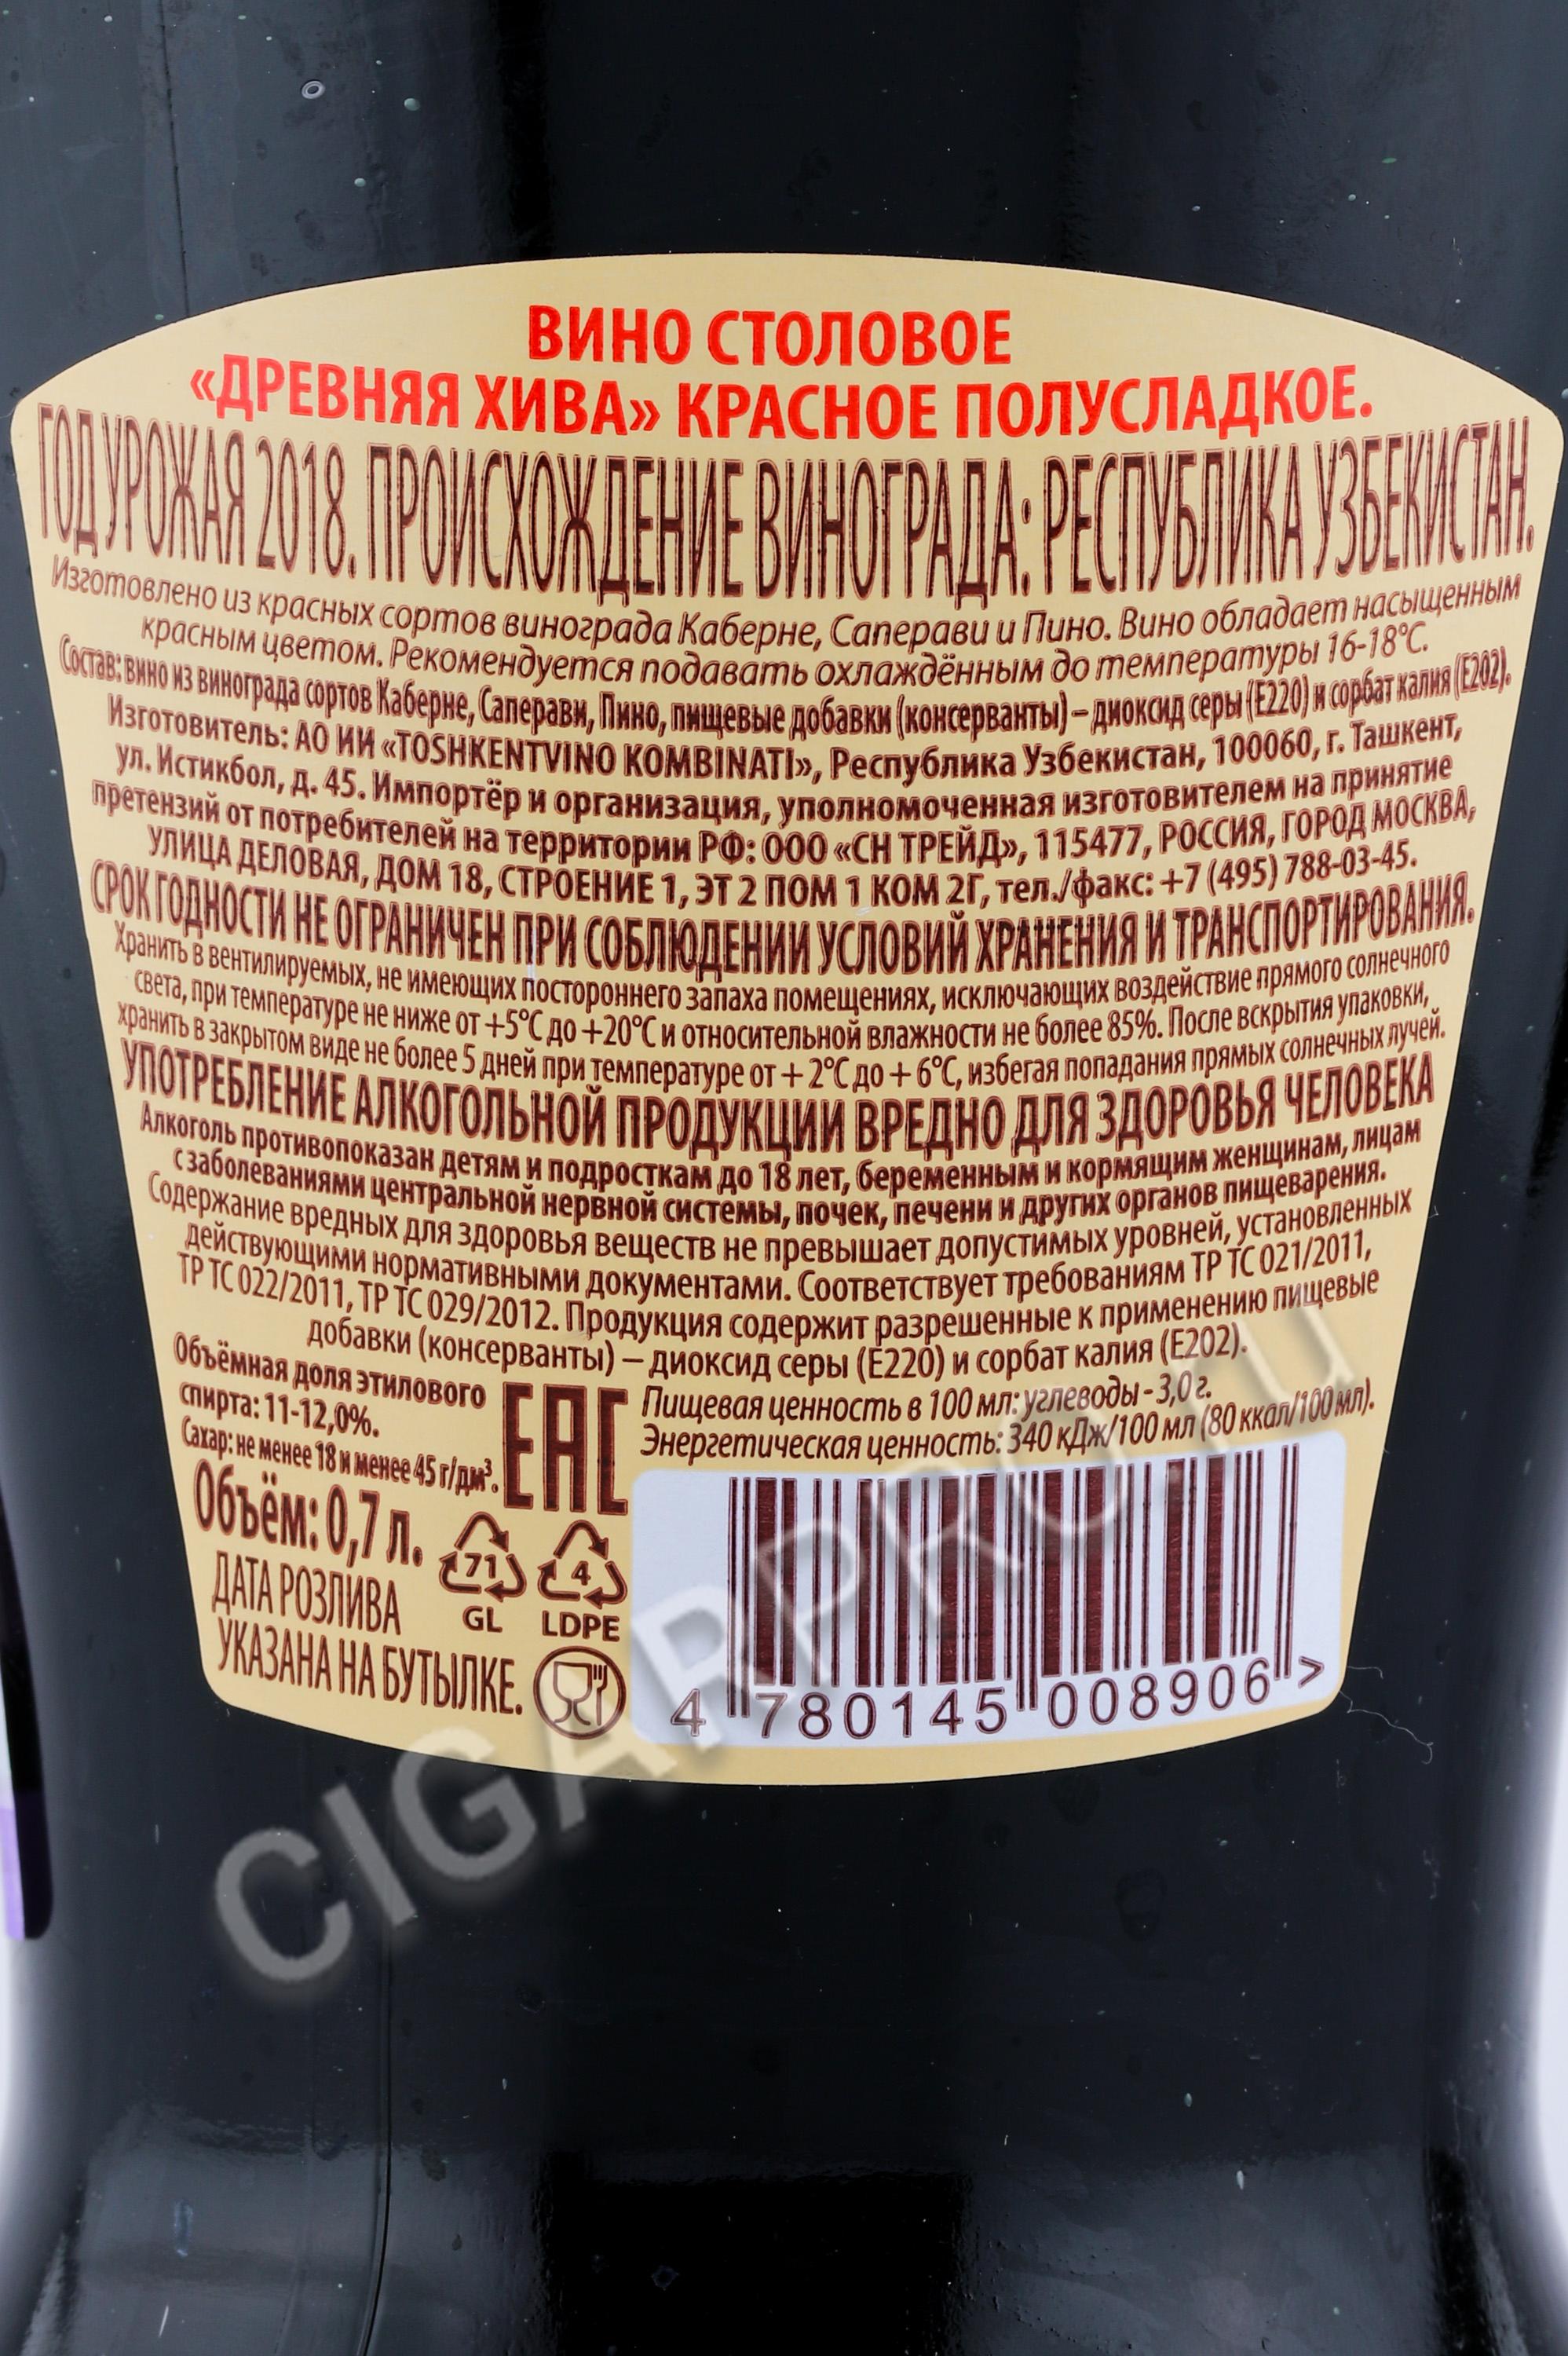 ВИНО СТОЛОВОЕ
«ДРЕВНЯЯ ХИВА» КРАСНОЕ ПОЛУСЛАДКОЕ.
ГОД УРОЖАЯ 2018. ПРОИСХОЖДЕНИЕ ВИНОГРАДА: РЕСПУБЛИКА УЗБЕКИСТАН.
Изготовлено из красных сортов винограда Каберне, Саперави и Пино. Вино обладает насыщенным
красным цветом. Рекомендуется подавать охлаждённым до температуры 16-18°С.
Состав: вино из винограда сортов Каберне, Саперави, Пино, пищевые добавки (консерванты) – диоксид серы (Е220) и сорбат калия (Е202).
Изготовитель: АО ИИ «TOSHKENTVINO KOMBINATI», Республика Узбекистан, 100060, г. Ташкент,
ул. Истикбол, д. 45. Импортёр и организация, уполномоченная изготовителем на принятие
претензий от потребителей на территории РФ: ООО «СН ТРЕЙД», 115477, РОССИЯ, ГОРОД МОСКВА,
УЛИЦА ДЕЛОВАЯ, ДОМ 18, СТРОЕНИЕ 1, ЭТ 2 ПОМ 1 КОМ 2Г, тел./факс: +7 (495) 788-03-45.
СРОК ГОДНОСТИ НЕ ОГРАНИЧЕН ПРИ СОБЛЮДЕНИИ УСЛОВИЙ ХРАНЕНИЯ И ТРАНСПОРТИРОВАНИЯ.
Хранить в вентилируемых, не имеющих постороннего запаха помещениях, исключающих воздействие прямого солнечного
света, при температуре не ниже от +5°С до +20°С и относительной влажности не более 85%. После вскрытия упаковки,
хранить в закрытом виде не более 5 дней при температуре от + 2°С до + 6°С, избегая попадания прямых солнечных лучей.
УПОТРЕБЛЕНИЕ АЛКОГОЛЬНОЙ ПРОДУКЦИИ ВРЕДНО ДЛЯ ЗДОРОВЬЯ ЧЕЛОВЕКА
Алкоголь противопоказан детям и подросткам до 18 лет, беременным и кормящим женщинам, лицам
с заболеваниями центральной нервной системы, почек, печени и других органов пищеварения.
Содержание вредных для здоровья веществ не превышает допустимых уровней, установленных
действующими нормативными документами. Соответствует требованиям ТР ТС 021/2011,
ТР ТС 022/2011, ТР ТС 029/2012. Продукция содержит разрешенные к применению пищевые
добавки (консерванты) – диоксид серы (Е220) и сорбат калия (Е202).
Объёмная доля этилового
спирта: 11-12,0%.
Сахар: не менее 18 и менее 45 г/дм³.
Объём: 0,7 л.
ДАТА РОЗЛИВА
УКАЗАНА НА БУТЫЛКЕ.
ЕАС
71
GL
4
LDPE
Пищевая ценность в 100 мл: углеводы - 3,0 г.
Энергетическая ценность: 340 кДж/100 мл (80 ккал/100 мл).
4 780145 008906 >
CIGARPRO.ru